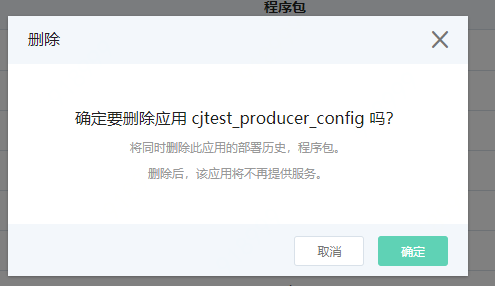 程序包
删除
确定要删除应用 cjtest_producer_config 吗?
将同时删除此应用的部署历史，程序包。
删除后，该应用将不再提供服务。
取消
确定